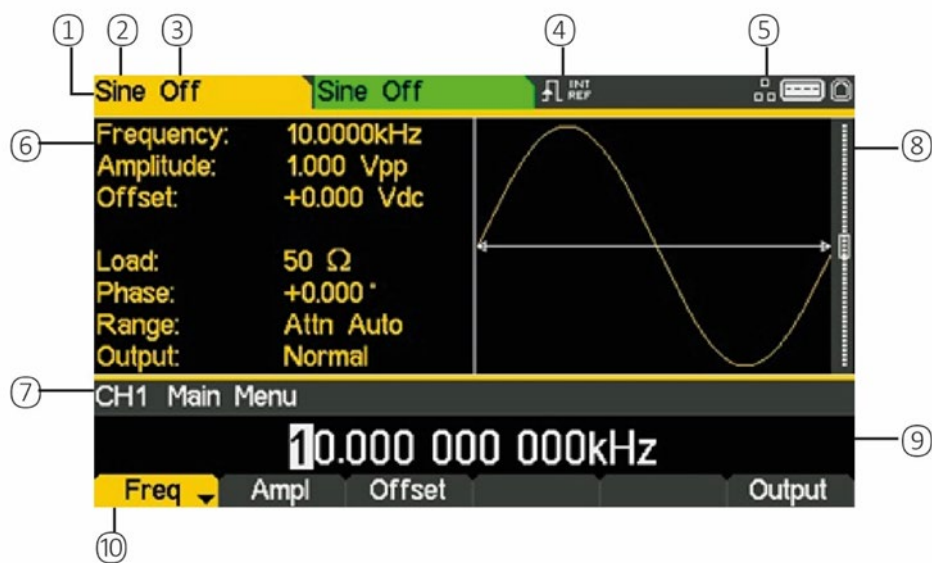 ① ② ③ ④ ⑤
Sine Off Sine Off INT REF
⑥ Frequency: 10.0000kHz
Amplitude: 1.000 Vpp
Offset: +0.000 Vdc
⑧
Load: 50 Ω
Phase: +0.000 °
Range: Attn Auto
Output: Normal
⑦ CH1 Main Menu
10.000 000 000kHz ⑨
Freq Ampl Offset Output
⑩